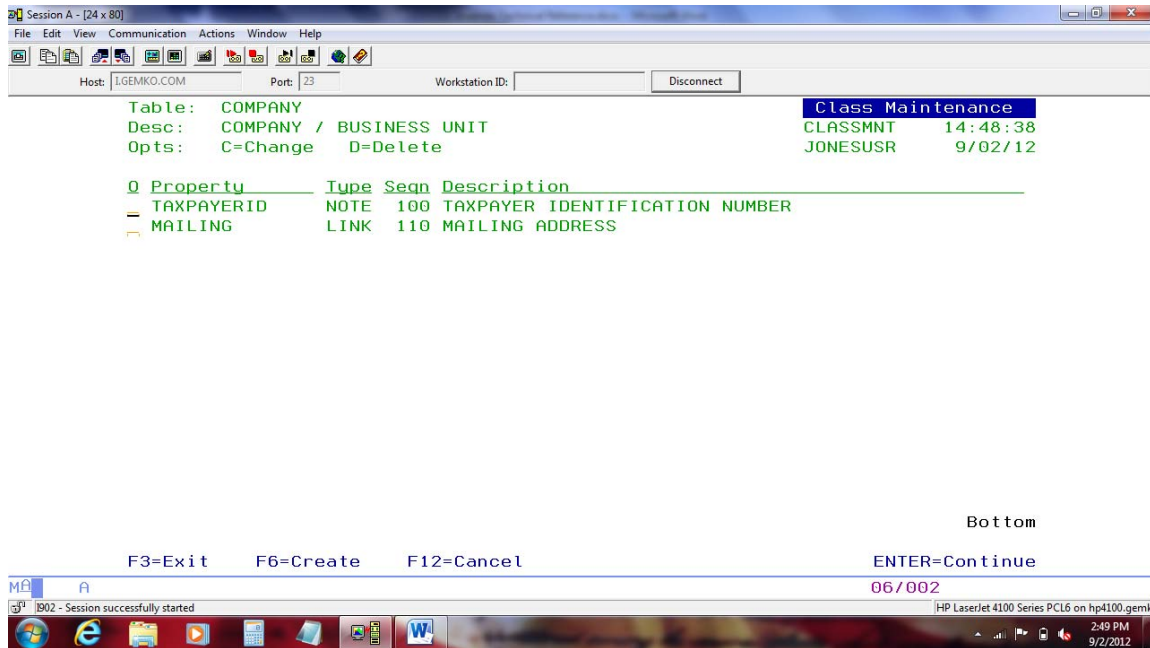 Session A - [24 x 80]
File Edit View Communication Actions Window Help
Host: I.GEMKO.COM Port: 23 Workstation ID: Disconnect
Table: COMPANY Class Maintenance
Desc: COMPANY / BUSINESS UNIT CLASSMNT 14:48:38
Opts: C=Change D=Delete JONESUSR 9/02/12
O Property Type Seqn Description
_ TAXPAYERID NOTE 100 TAXPAYER IDENTIFICATION NUMBER
_ MAILING LINK 110 MAILING ADDRESS
Bottom
F3=Exit F6=Create F12=Cancel ENTER=Continue
MA A 06/002
I902 - Session successfully started HP LaserJet 4100 Series PCL6 on hp4100.gemk
2:49 PM
9/2/2012